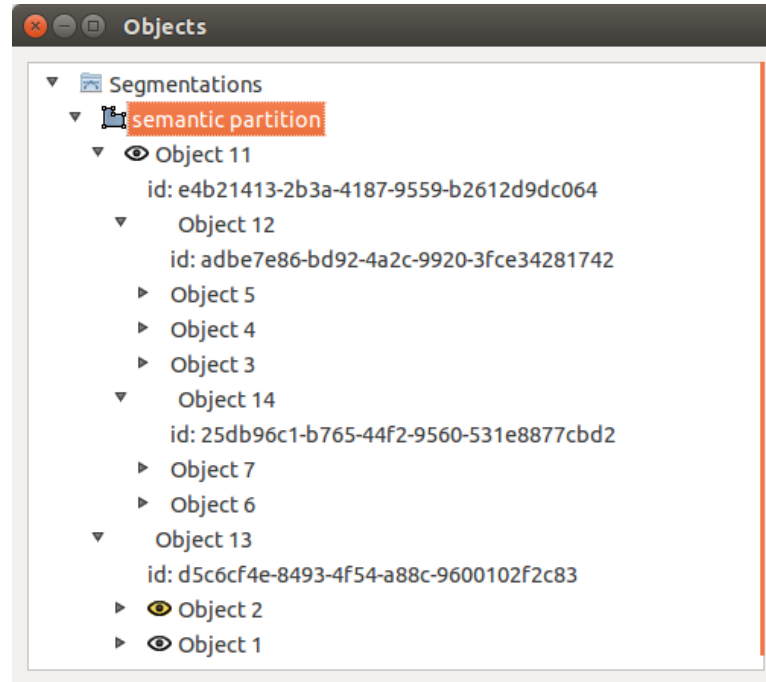 Objects
Segmentations
semantic partition
Object 11
id: e4b21413-2b3a-4187-9559-b2612d9dc064
Object 12
id: adbe7e86-bd92-4a2c-9920-3fce34281742
Object 5
Object 4
Object 3
Object 14
id: 25db96c1-b765-44f2-9560-531e8877cbd2
Object 7
Object 6
Object 13
id: d5c6cf4e-8493-4f54-a88c-9600102f2c83
Object 2
Object 1